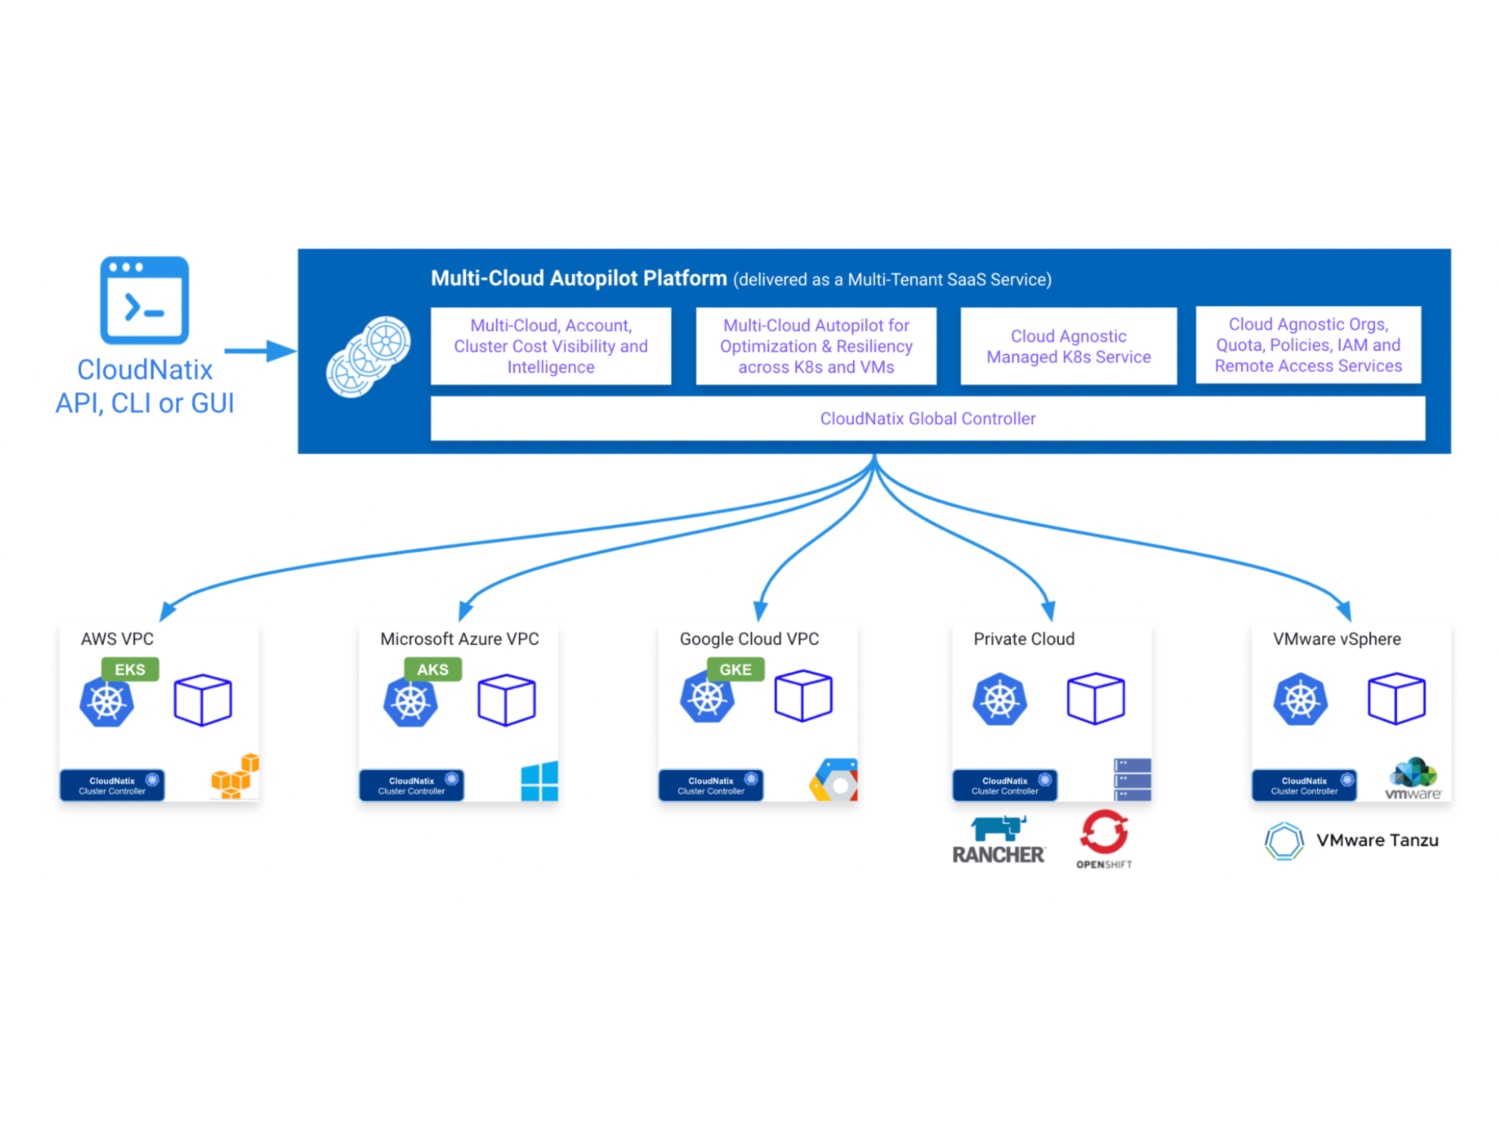 CloudNatix
API, CLI or GUI
Multi-Cloud Autopilot Platform (delivered as a Multi-Tenant SaaS Service)
Multi-Cloud, Account,
Cluster Cost Visibility and
Intelligence
Multi-Cloud Autopilot for
Optimization & Resiliency
across K8s and VMs
Cloud Agnostic
Managed K8s Service
Cloud Agnostic Orgs,
Quota, Policies, IAM and
Remote Access Services
CloudNatix Global Controller
AWS VPC
EKS
CloudNatix
Cluster Controller
Microsoft Azure VPC
AKS
CloudNatix
Cluster Controller
Google Cloud VPC
GKE
CloudNatix
Cluster Controller
Private Cloud
CloudNatix
Cluster Controller
RANCHER
OPENSHIFT
VMware vSphere
CloudNatix
Cluster Controller
vmware
VMware Tanzu